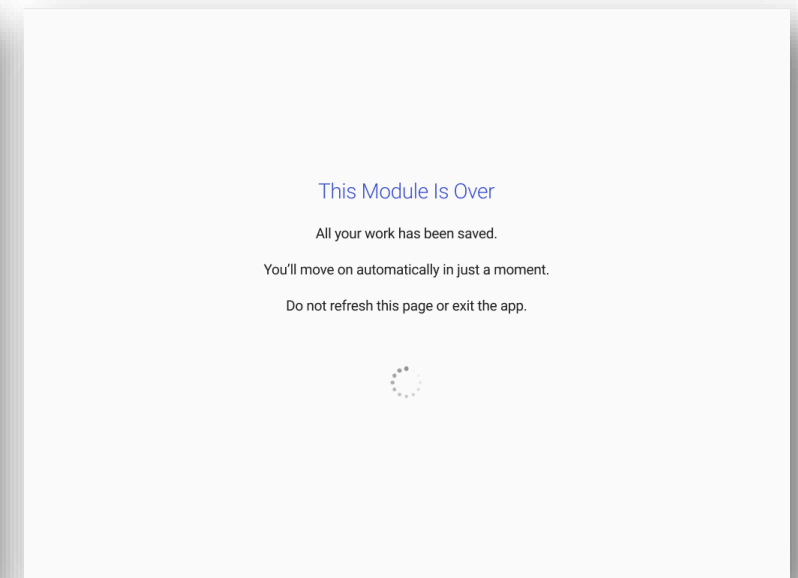 This Module Is Over
All your work has been saved.
You’ll move on automatically in just a moment.
Do not refresh this page or exit the app.